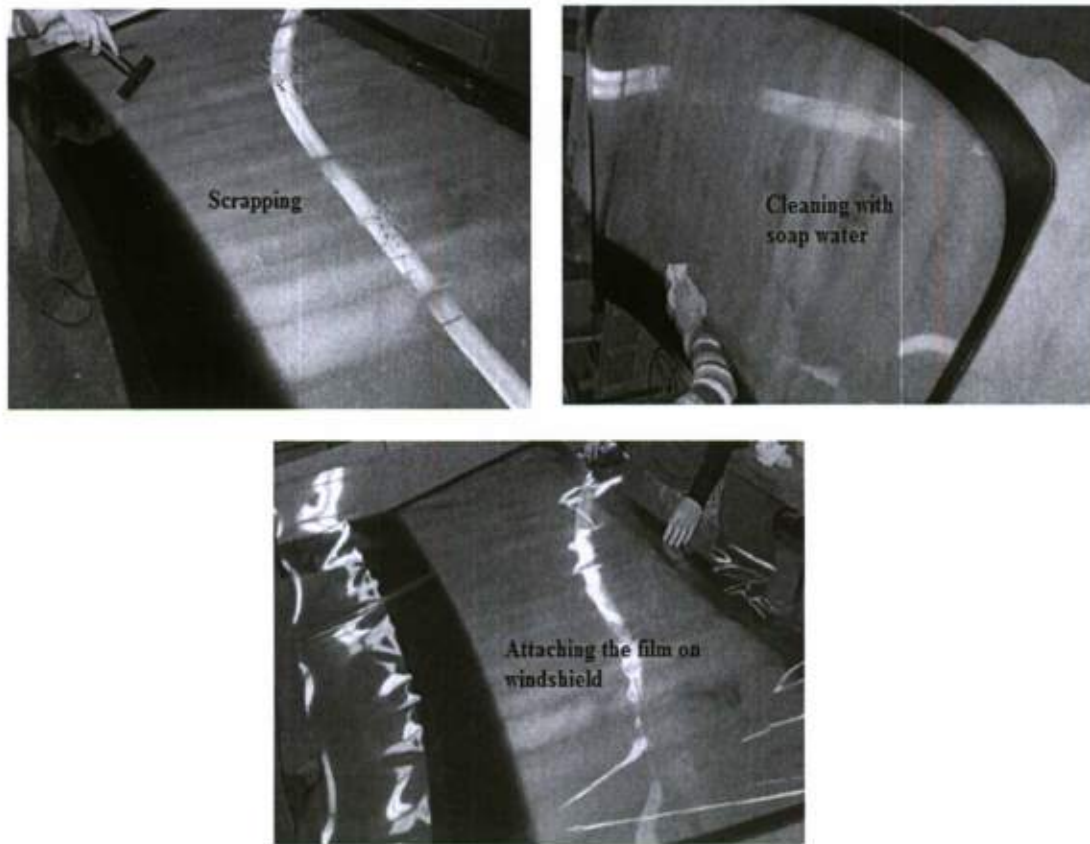 Scrapping
Cleaning with
soap water
Attaching the film on
windshield